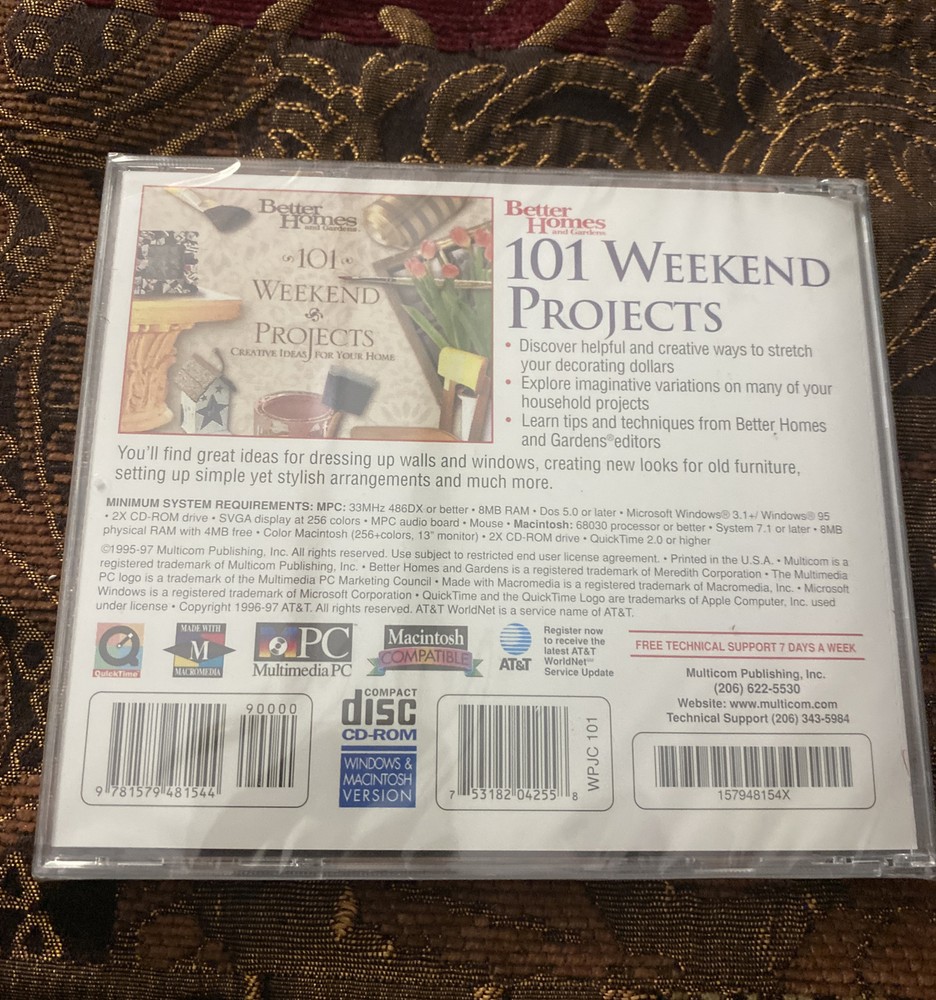 Better
Homes
and Gardens
101
WEEKEND
PROJECTS
CREATIVE IDEAS FOR YOUR HOME
Better
Homes
and Gardens
101 WEEKEND
PROJECTS
• Discover helpful and creative ways to stretch
your decorating dollars
• Explore imaginative variations on many of your
household projects
• Learn tips and techniques from Better Homes
and Gardens® editors
You'll find great ideas for dressing up walls and windows, creating new looks for old furniture,
setting up simple yet stylish arrangements and much more.
MINIMUM SYSTEM REQUIREMENTS: MPC: 33MHz 486DX or better • 8MB RAM • Dos 5.0 or later • Microsoft Windows® 3.1+/ Windows® 95
• 2X CD-ROM drive • SVGA display at 256 colors • MPC audio board • Mouse • Macintosh: 68030 processor or better • System 7.1 or later • 8MB
physical RAM with 4MB free • Color Macintosh (256+colors, 13" monitor) • 2X CD-ROM drive • QuickTime 2.0 or higher
©1995-97 Multicom Publishing, Inc. All rights reserved. Use subject to restricted end user license agreement. • Printed in the U.S.A. • Multicom is a
registered trademark of Multicom Publishing, Inc. • Better Homes and Gardens is a registered trademark of Meredith Corporation • The Multimedia
PC logo is a trademark of the Multimedia PC Marketing Council • Made with Macromedia is a registered trademark of Macromedia, Inc. • Microsoft
Windows is a registered trademark of Microsoft Corporation • QuickTime and the QuickTime Logo are trademarks of Apple Computer, Inc. used
under license • Copyright 1996-97 AT&T. All rights reserved. AT&T WorldNet is a service name of AT&T.
QuickTime
MADE WITH
M
MACROMEDIA
MPC
Multimedia PC
Macintosh
COMPATIBLE
AT&T
Register now
to receive the
latest AT&T
WorldNet℠
Service Update
FREE TECHNICAL SUPPORT 7 DAYS A WEEK
Multicom Publishing, Inc.
(206) 622-5530
Website: www.multicom.com
Technical Support (206) 343-5984
90000
9 781579 481544
COMPACT
disc
CD-ROM
WINDOWS &
MACINTOSH
VERSION
7 53182 04255 8
WPJC 101
157948154X